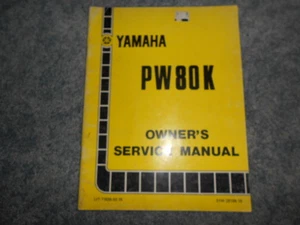 YAMAHA
PW80K
OWNER'S
SERVICE MANUAL